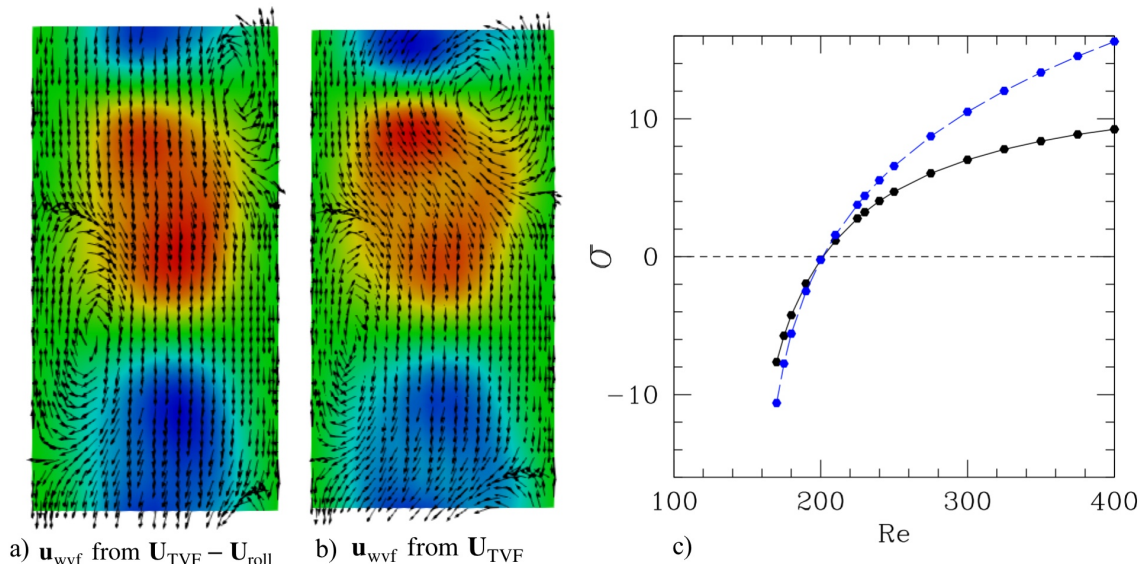 10
0
−10
σ
100
200
300
400
Re
a) u_wvf from U_TVF − U_roll
b) u_wvf from U_TVF
c)